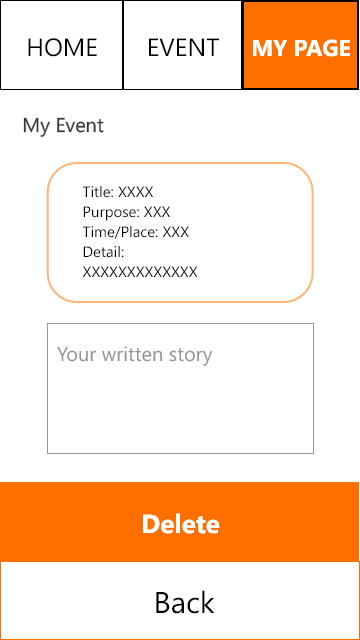 HOME EVENT MY PAGE
My Event
Title: XXXX
Purpose: XXX
Time/Place: XXX
Detail:
XXXXXXXXXXXXX
Your written story
Delete
Back